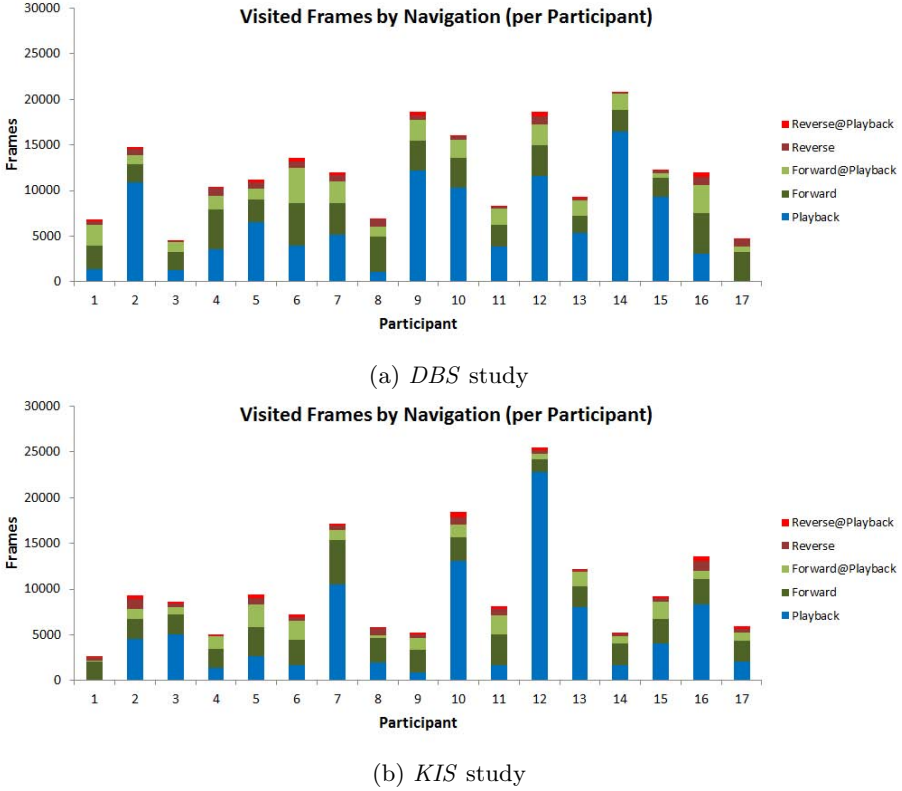 Visited Frames by Navigation (per Participant)
30000
25000
20000
15000
10000
5000
0
Frames
1 2 3 4 5 6 7 8 9 10 11 12 13 14 15 16 17
Participant
Reverse@Playback
Reverse
Forward@Playback
Forward
Playback
(a) DBS study
Visited Frames by Navigation (per Participant)
30000
25000
20000
15000
10000
5000
0
Frames
1 2 3 4 5 6 7 8 9 10 11 12 13 14 15 16 17
Participant
Reverse@Playback
Reverse
Forward@Playback
Forward
Playback
(b) KIS study